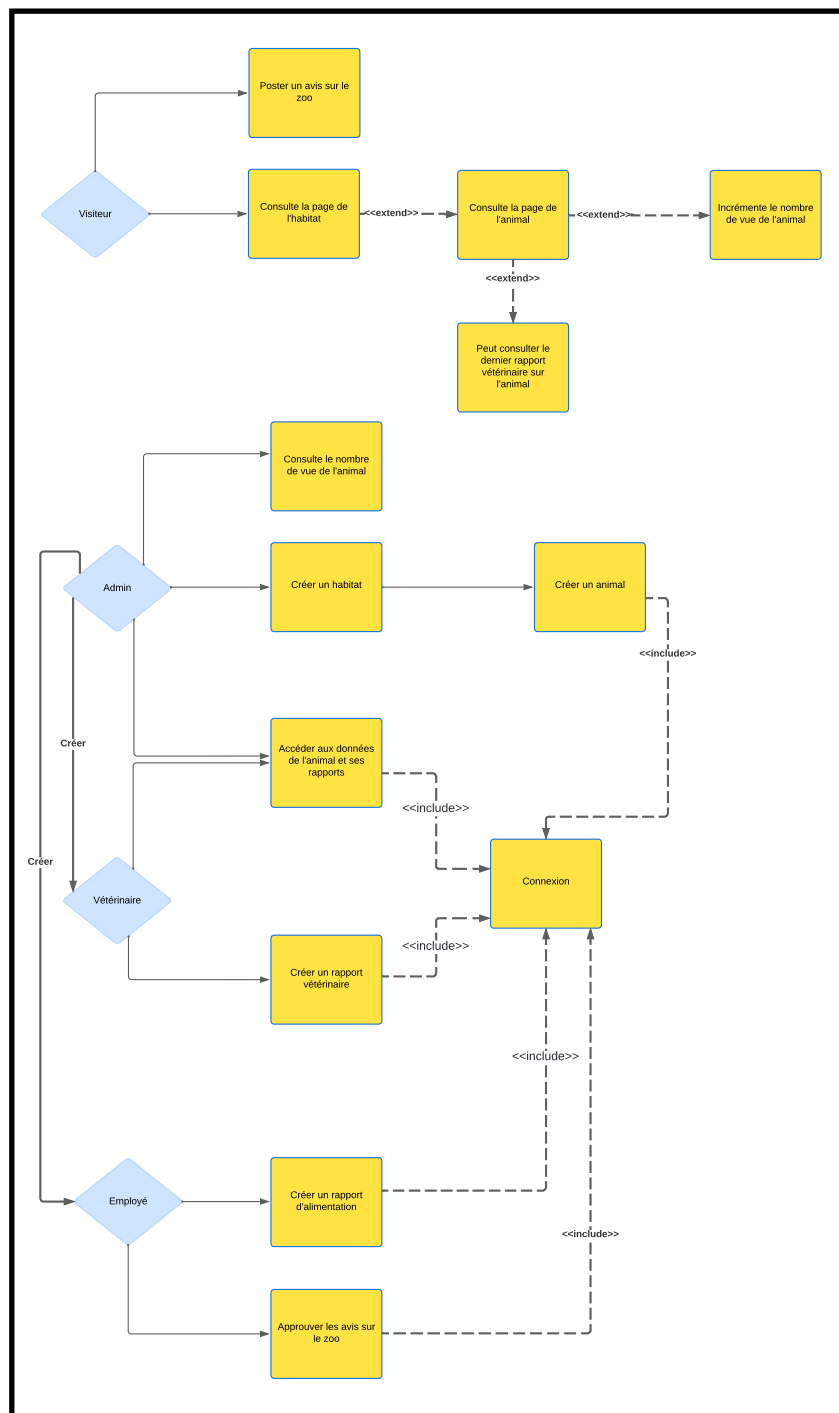 Poster un avis sur le
zoo
Visiteur
Consulte la page de
l'habitat
<<extend>>
Consulte la page de
l'animal
<<extend>>
Incrémente le nombre
de vue de l'animal
<<extend>>
Peut consulter le
dernier rapport
vétérinaire sur
l'animal
Consulte le nombre
de vue de l'animal
Admin
Créer un habitat
Créer un animal
<<include>>
Créer
Accéder aux données
de l'animal et ses
rapports
<<include>>
Créer
Vétérinaire
Connexion
<<include>>
Créer un rapport
vétérinaire
<<include>>
Employé
Créer un rapport
d'alimentation
<<include>>
Approuver les avis sur
le zoo